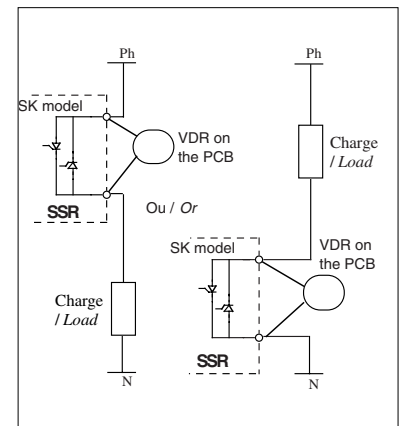 Ph
SK model
VDR on
the PCB
SSR
Charge
/ Load
N
Ou / Or
Ph
Charge
/ Load
SK model
VDR on
the PCB
SSR
N